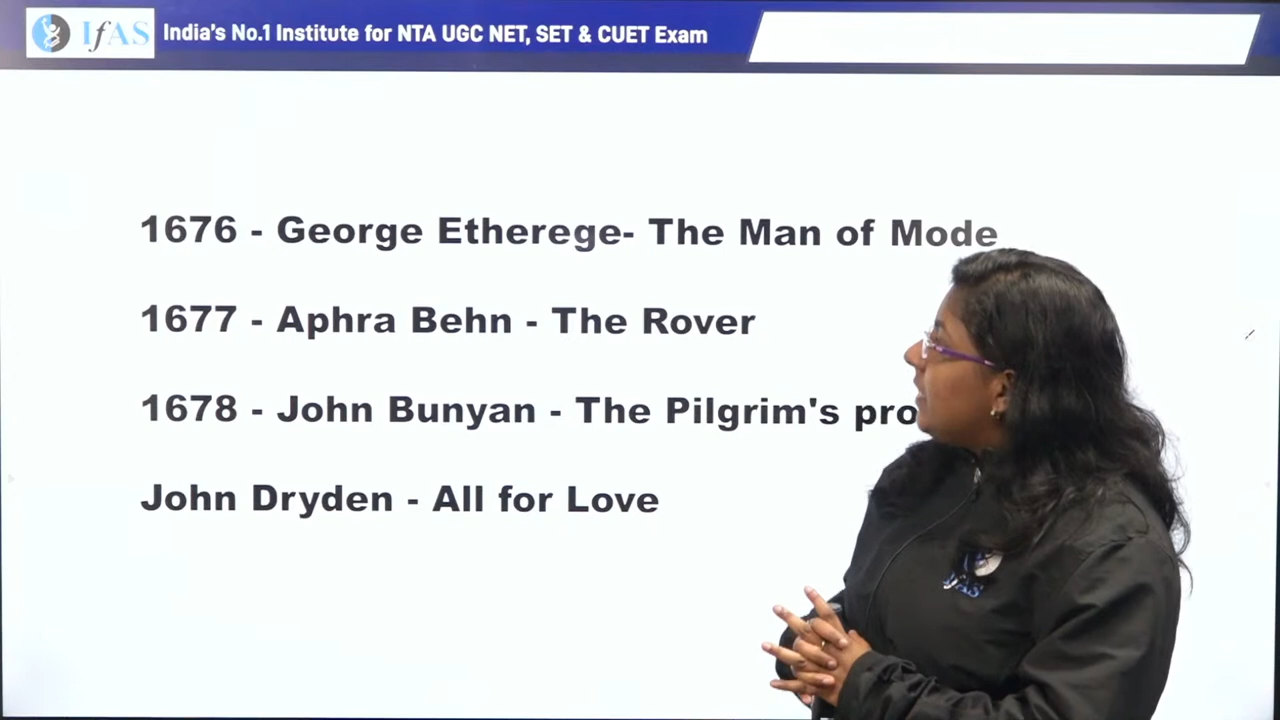 IfAS India's No.1 Institute for NTA UGC NET, SET & CUET Exam
1676 - George Etherege- The Man of Mode
1677 - Aphra Behn - The Rover
1678 - John Bunyan - The Pilgrim's pro
John Dryden - All for Love
IfAS